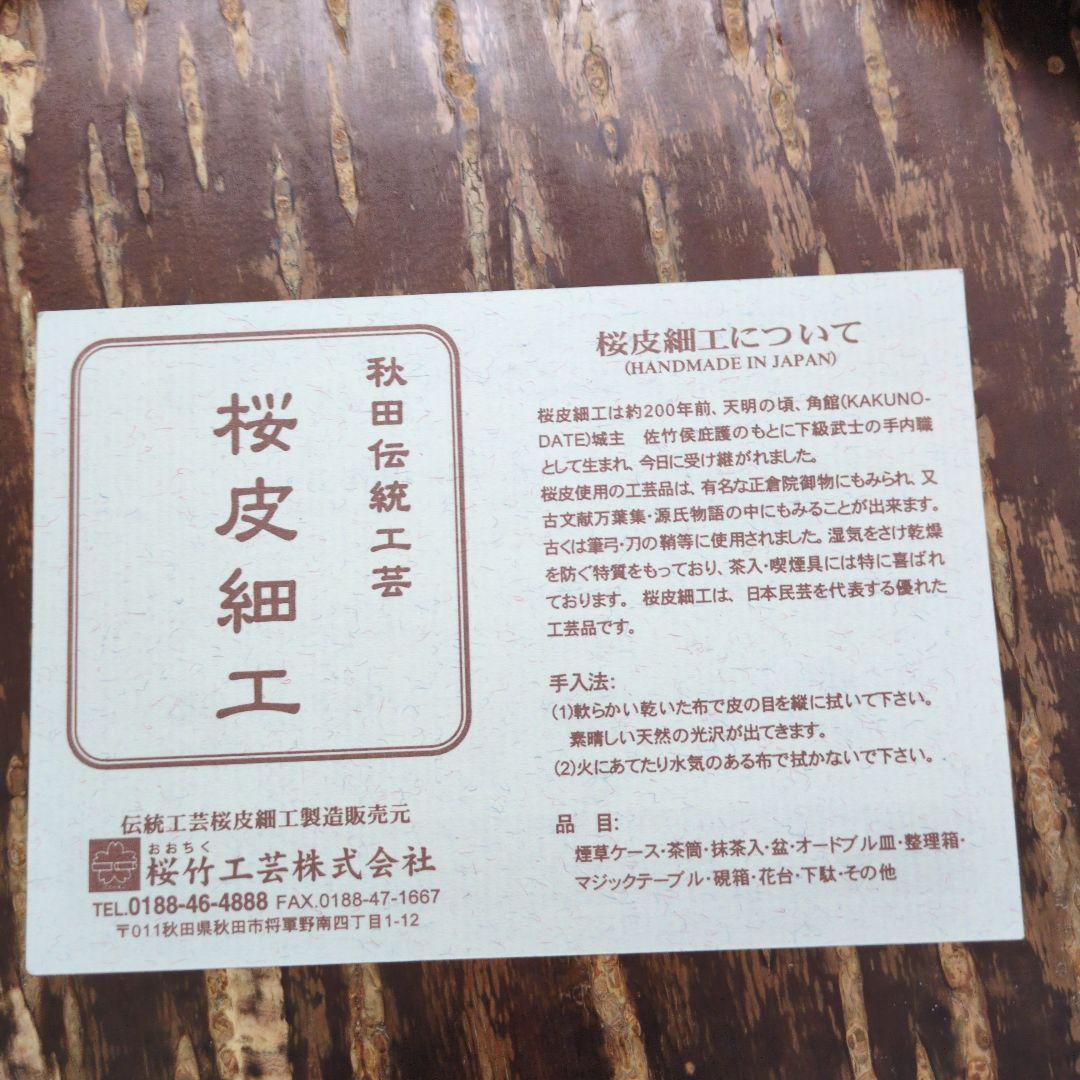 秋田伝統工芸
桜皮細工
伝統工芸桜皮細工製造販売元
おおちく
桜竹工芸株式会社
TEL.0188-46-4888 FAX.0188-47-1667
〒011秋田県秋田市将軍野南四丁目1-12
桜皮細工について
(HANDMADE IN JAPAN)
桜皮細工は約200年前、天明の頃、角館(KAKUNO-
DATE)城主　佐竹侯庇護のもとに下級武士の手内職
として生まれ、今日に受け継がれました。
桜皮使用の工芸品は、有名な正倉院御物にもみられ、又
古文献万葉集・源氏物語の中にもみることが出来ます。
古くは筆弓・刀の鞘等に使用されました。湿気をさけ乾燥
を防ぐ特質をもっており、茶入・喫煙具には特に喜ばれ
ております。 桜皮細工は、日本民芸を代表する優れた
工芸品です。
手入法:
(1)軟らかい乾いた布で皮の目を縦に拭いて下さい。
素晴しい天然の光沢が出てきます。
(2)火にあてたり水気のある布で拭かないで下さい。
品　目:
煙草ケース・茶筒・抹茶入・盆・オードブル皿・整理箱・
マジックテーブル・硯箱・花台・下駄・その他